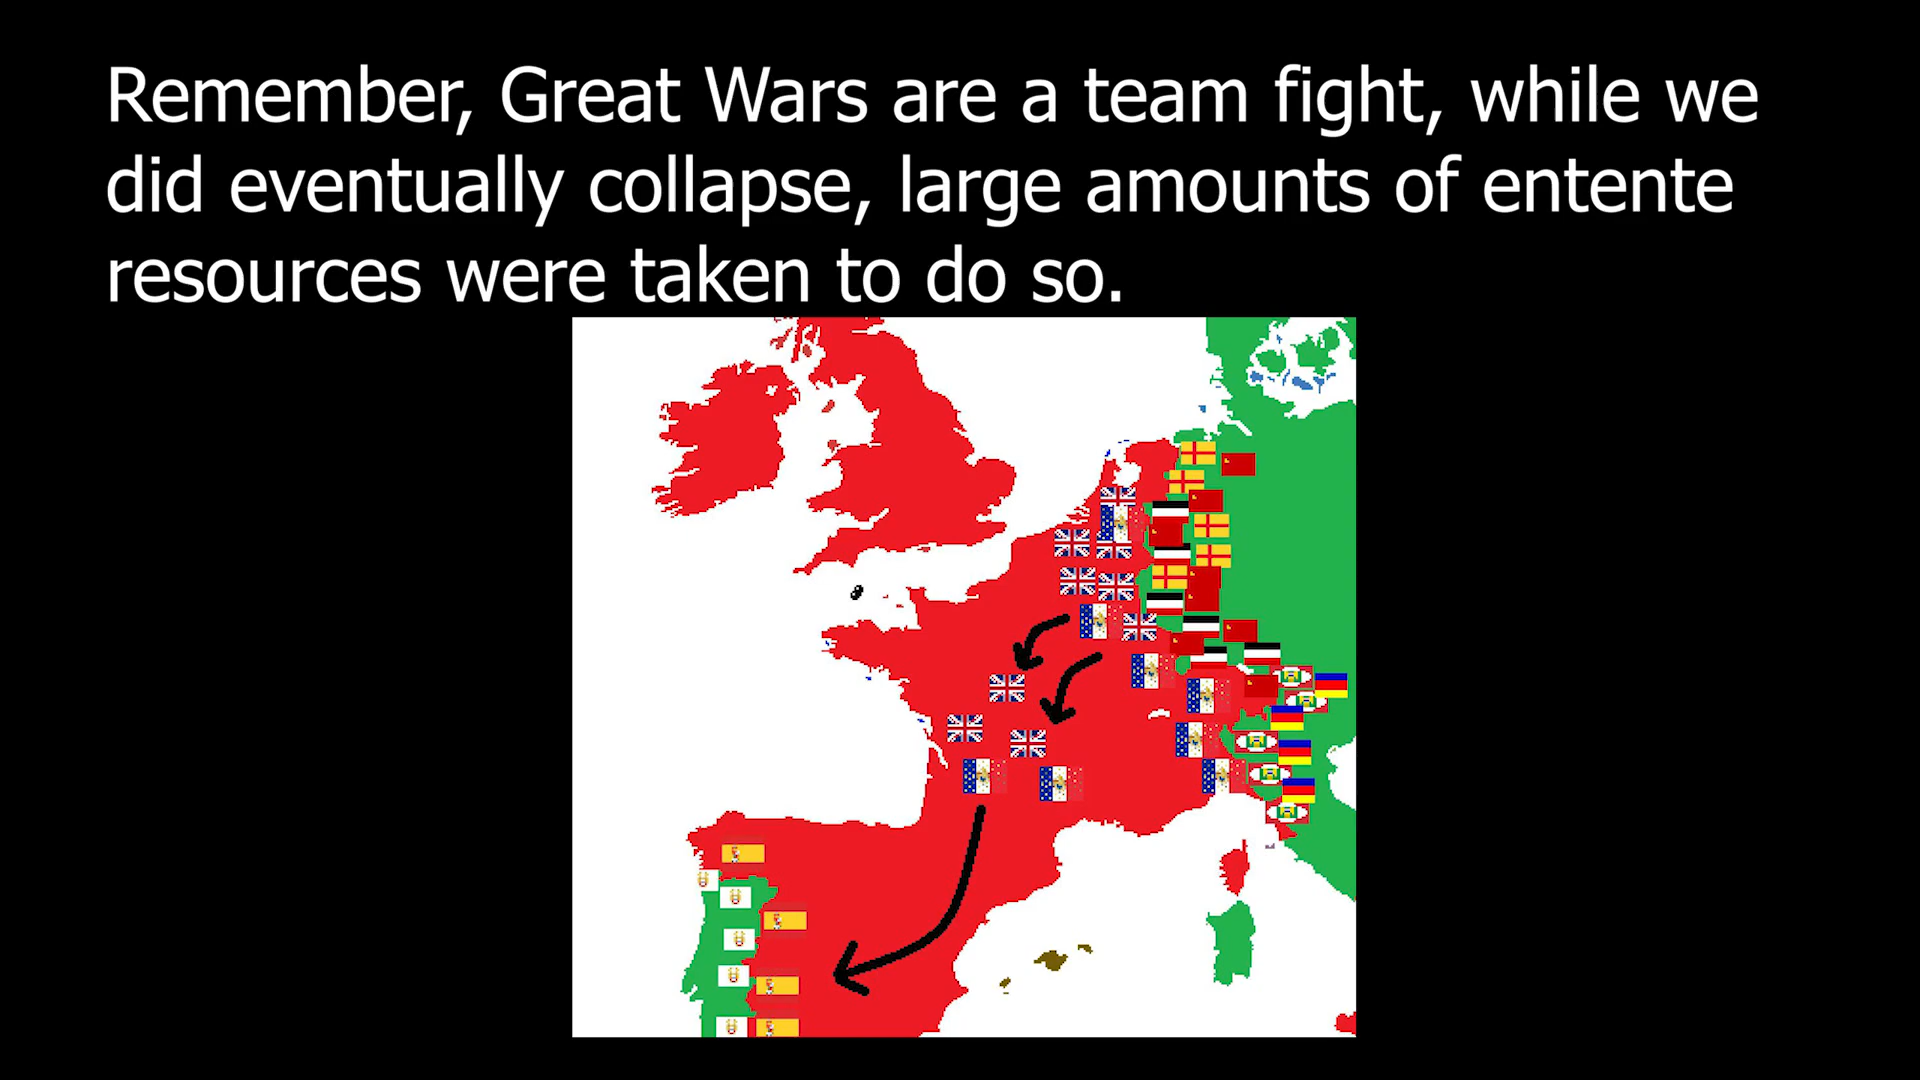 Remember, Great Wars are a team fight, while we
did eventually collapse, large amounts of entente
resources were taken to do so.